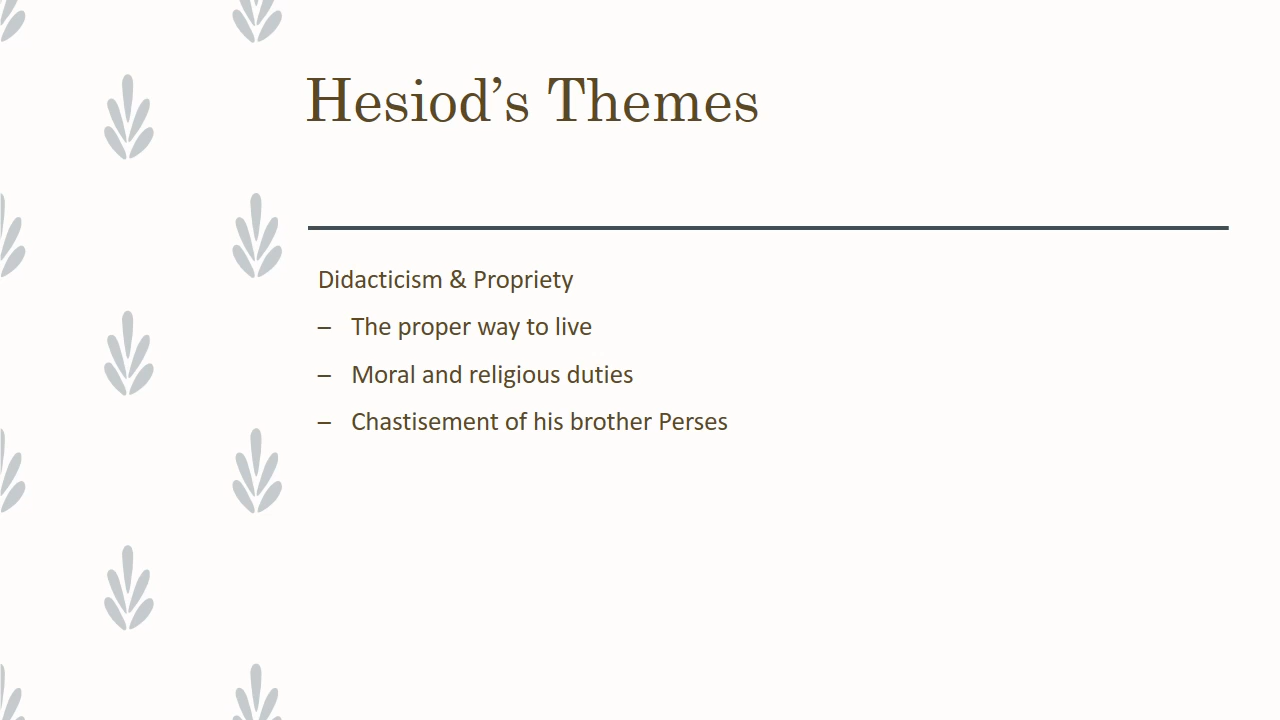 Hesiod’s Themes
Didacticism & Propriety
– The proper way to live
– Moral and religious duties
– Chastisement of his brother Perses